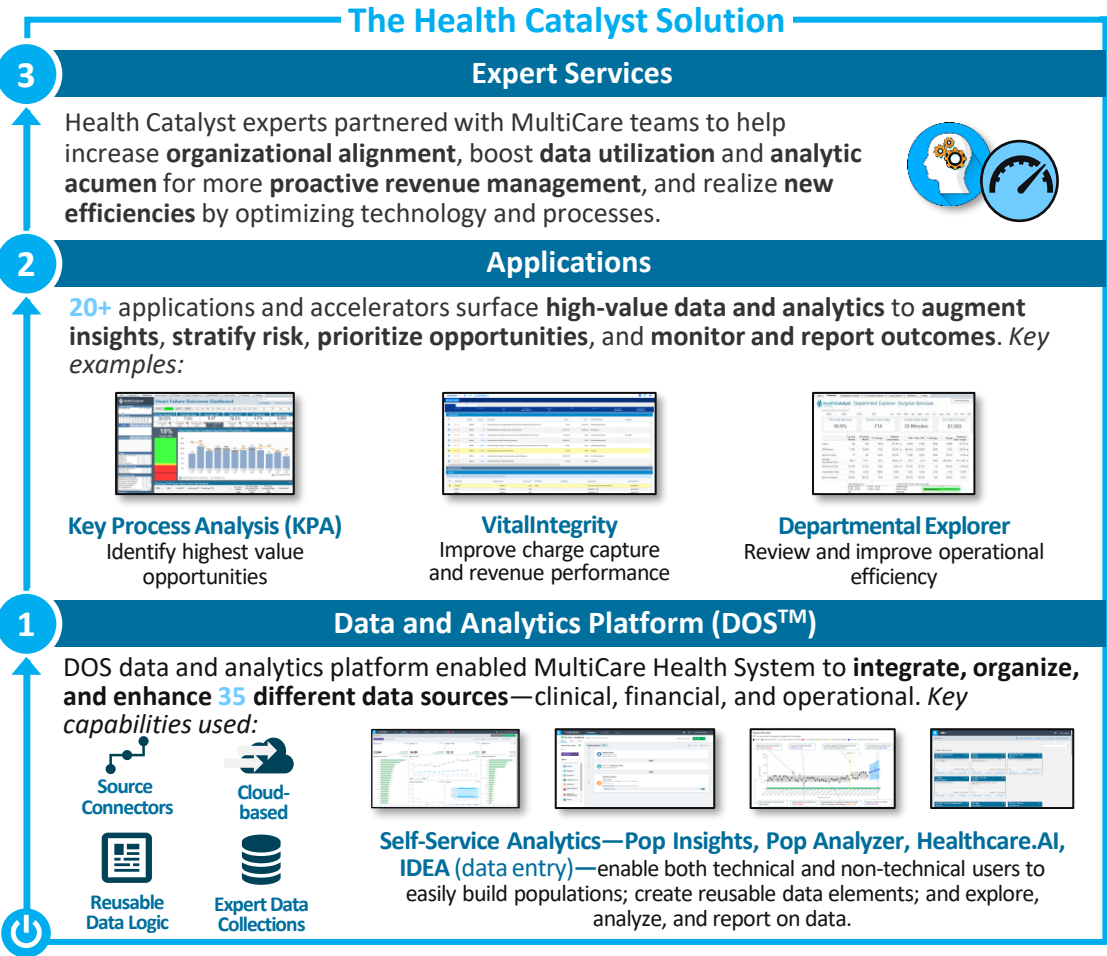 The Health Catalyst Solution
3
Expert Services
Health Catalyst experts partnered with MultiCare teams to help
increase organizational alignment, boost data utilization and analytic
acumen for more proactive revenue management, and realize new
efficiencies by optimizing technology and processes.
2
Applications
20+ applications and accelerators surface high-value data and analytics to augment
insights, stratify risk, prioritize opportunities, and monitor and report outcomes. Key
examples:
Heart Failure Outcomes Dashboard
Department Explorer: Surgical Services
Key Process Analysis (KPA)
Identify highest value
opportunities
VitalIntegrity
Improve charge capture
and revenue performance
Departmental Explorer
Review and improve operational
efficiency
1
Data and Analytics Platform (DOS™)
DOS data and analytics platform enabled MultiCare Health System to integrate, organize,
and enhance 35 different data sources—clinical, financial, and operational. Key
capabilities used:
Source
Connectors
Cloud-
based
Reusable
Data Logic
Expert Data
Collections
Self-Service Analytics—Pop Insights, Pop Analyzer, Healthcare.AI,
IDEA (data entry)—enable both technical and non-technical users to
easily build populations; create reusable data elements; and explore,
analyze, and report on data.